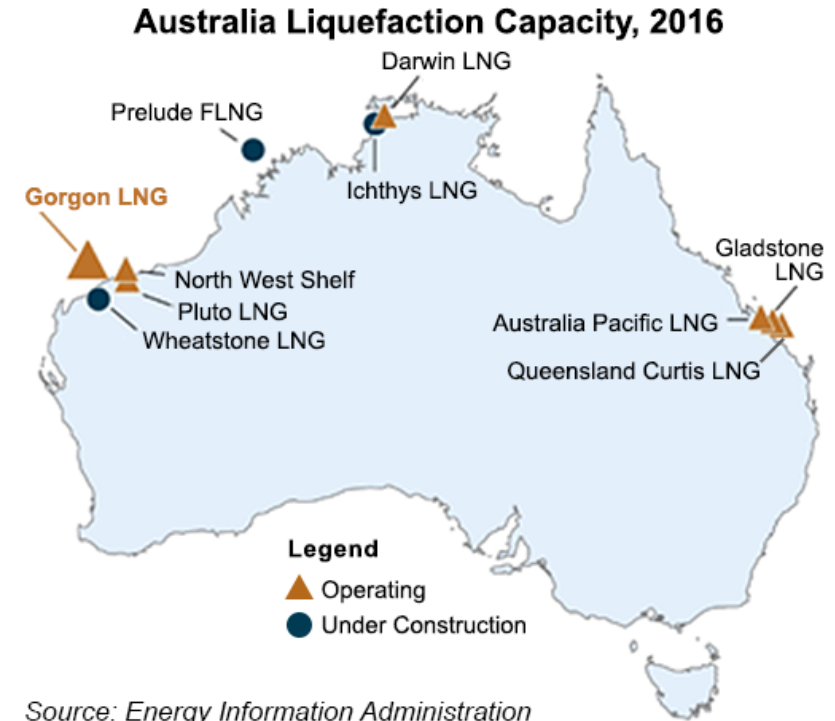 Australia Liquefaction Capacity, 2016
Darwin LNG
Prelude FLNG
Ichthys LNG
Gorgon LNG
North West Shelf
Pluto LNG
Wheatstone LNG
Gladstone
LNG
Australia Pacific LNG
Queensland Curtis LNG
Legend
Operating
Under Construction
Source: Energy Information Administration